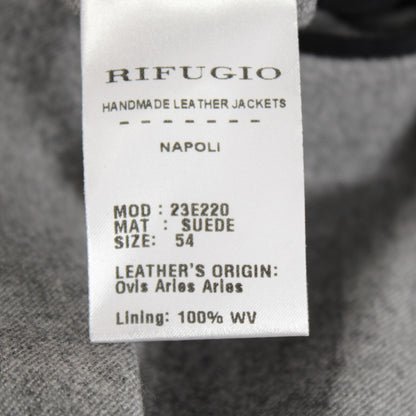 RIFUGIO
HANDMADE LEATHER JACKETS
- - - - - - -
NAPOLI
MOD : 23E220
MAT : SUEDE
SIZE: 54
LEATHER'S ORIGIN:
Ovis Aries Aries
Lining: 100% WV